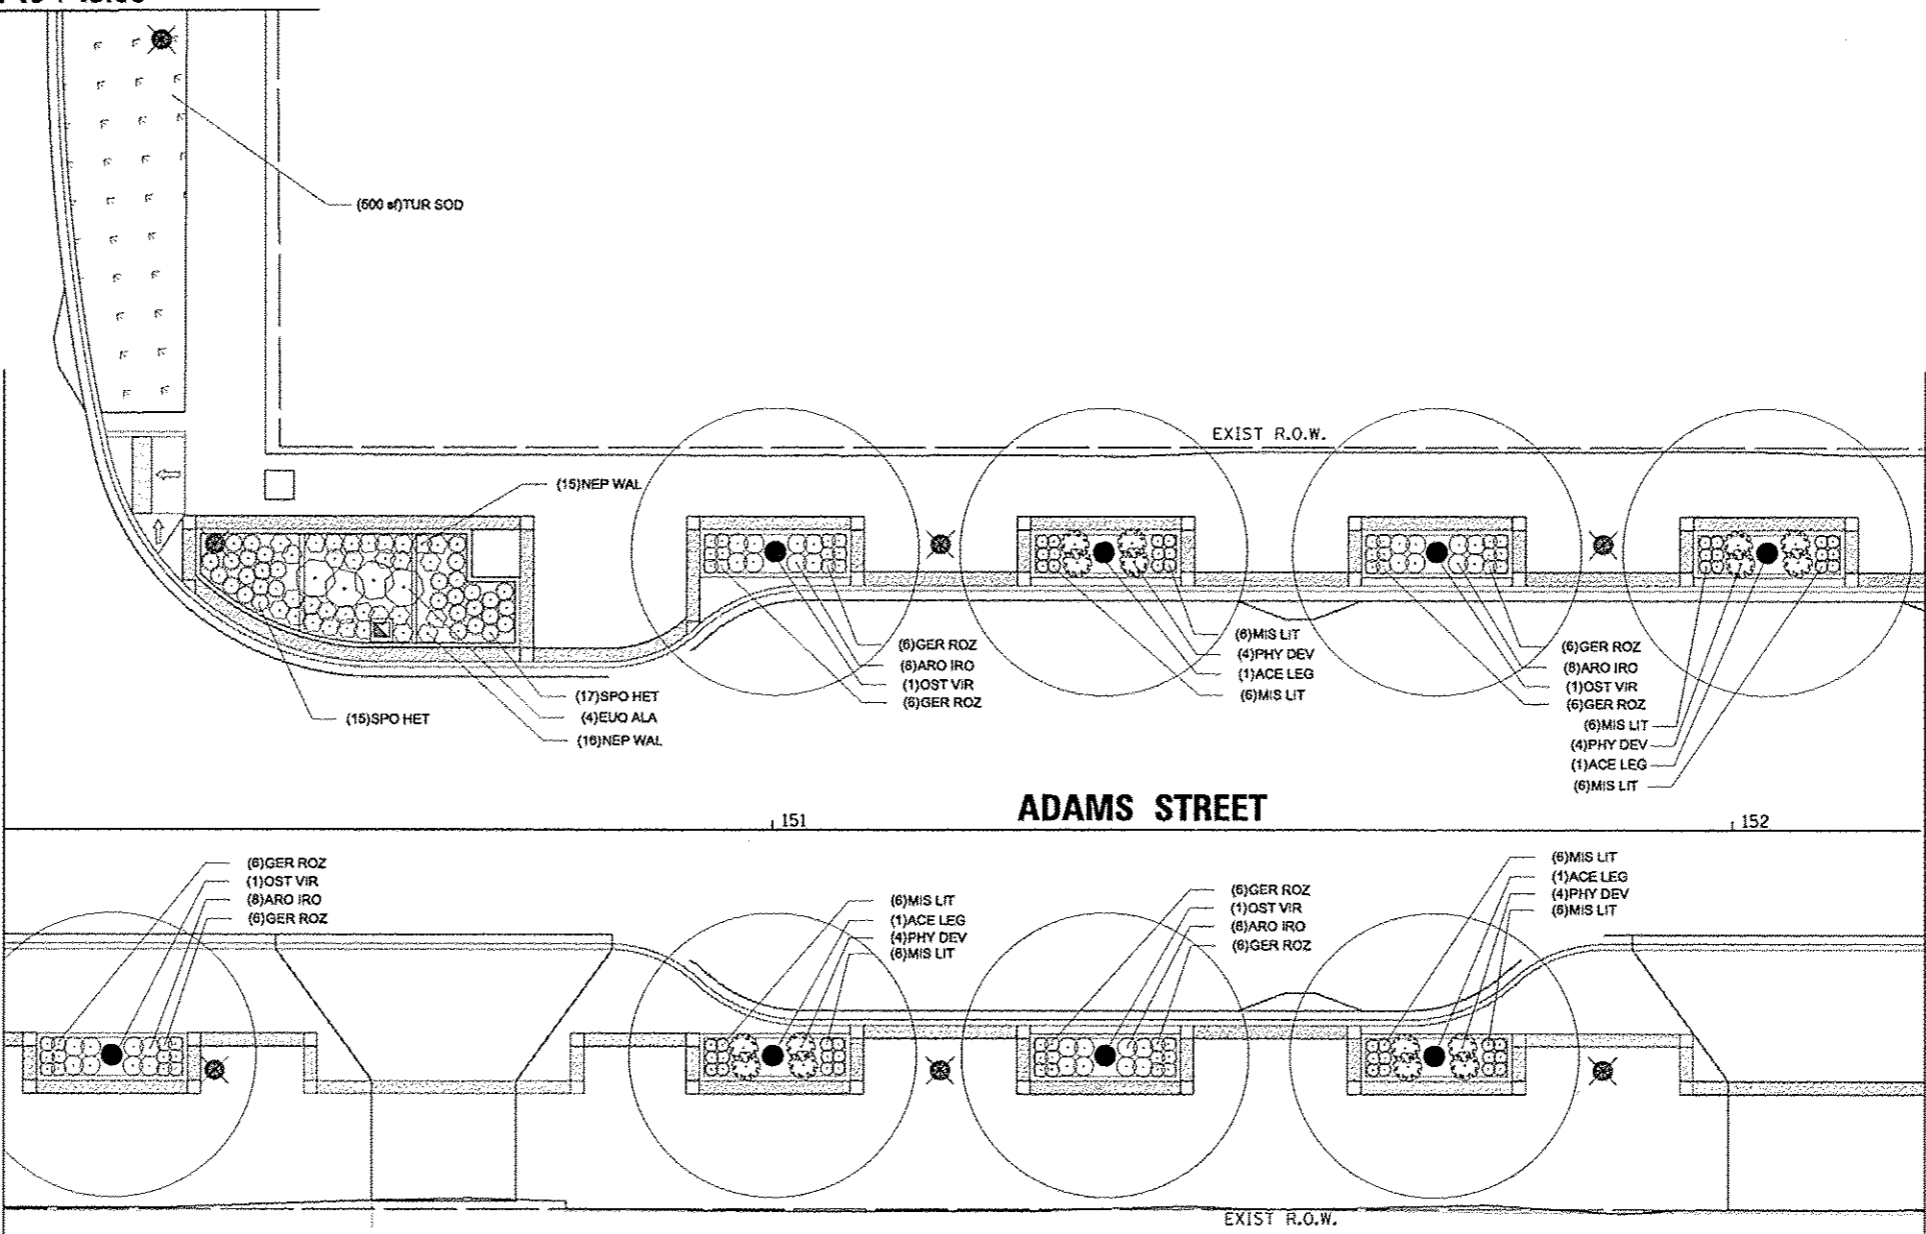 (500 sf)TUR SOD
EXIST R.O.W.
(15)NEP WAL
(6)GER ROZ
(8)ARO IRO
(1)OST VIR
(6)GER ROZ
(6)MIS LIT
(4)PHY DEV
(1)ACE LEG
(6)MIS LIT
(6)GER ROZ
(8)ARO IRO
(1)OST VIR
(6)GER ROZ
(6)MIS LIT
(4)PHY DEV
(1)ACE LEG
(6)MIS LIT
(15)SPO HET
(17)SPO HET
(4)EUO ALA
(16)NEP WAL
ADAMS STREET
151
152
(6)GER ROZ
(1)OST VIR
(8)ARO IRO
(6)GER ROZ
(6)MIS LIT
(1)ACE LEG
(4)PHY DEV
(6)MIS LIT
(6)GER ROZ
(1)OST VIR
(8)ARO IRO
(6)GER ROZ
(6)MIS LIT
(1)ACE LEG
(4)PHY DEV
(6)MIS LIT
EXIST R.O.W.